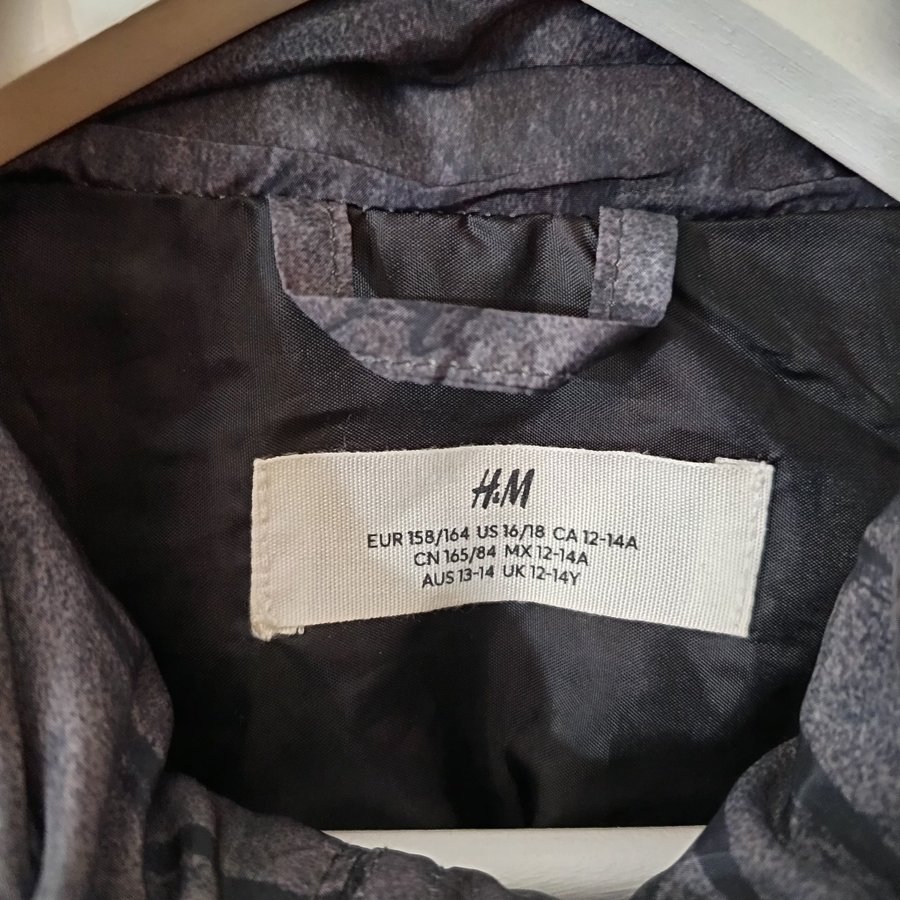 H&M
EUR 158/164 US 16/18 CA 12-14A
CN 165/84 MX 12-14A
AUS 13-14 UK 12-14Y